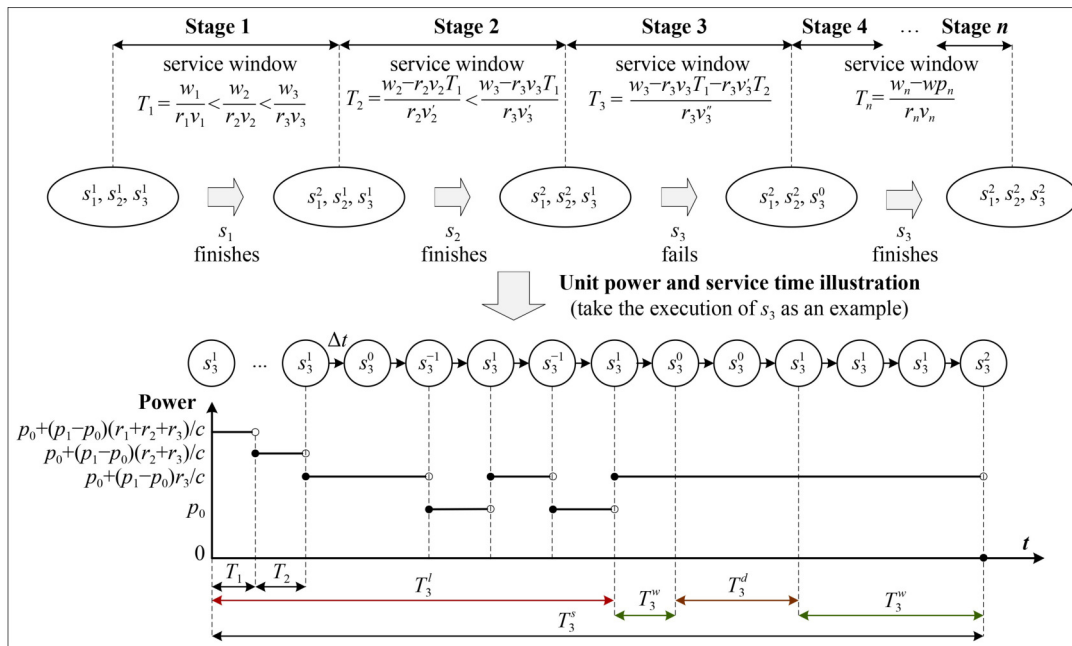 Stage 1 Stage 2 Stage 3 Stage 4 ... Stage n
service window service window service window service window
T₁ = w₁/(r₁v₁) < w₂/(r₂v₂) < w₃/(r₃v₃) T₂ = (w₂−r₂v₂T₁)/(r₂v₂′) < (w₃−r₃v₃T₁)/(r₃v₃′) T₃ = (w₃−r₃v₃T₁−r₃v₃′T₂)/(r₃v₃″) Tₙ = (wₙ−wpₙ)/(rₙvₙ)
s₁¹, s₂¹, s₃¹ s₁², s₂¹, s₃¹ s₁², s₂², s₃¹ s₁², s₂², s₃⁰ s₁², s₂², s₃²
s₁ s₂ s₃ s₃
finishes finishes fails finishes
Unit power and service time illustration
(take the execution of s₃ as an example)
Δt
s₃¹ ... s₃¹ s₃⁰ s₃⁻¹ s₃¹ s₃⁻¹ s₃¹ s₃⁰ s₃⁰ s₃¹ s₃¹ s₃¹ s₃²
Power
p₀+(p₁−p₀)(r₁+r₂+r₃)/c
p₀+(p₁−p₀)(r₂+r₃)/c
p₀+(p₁−p₀)r₃/c
p₀
0 t
T₁ T₂ T₃ˡ T₃ʷ T₃ᵈ T₃ʷ
T₃ˢ